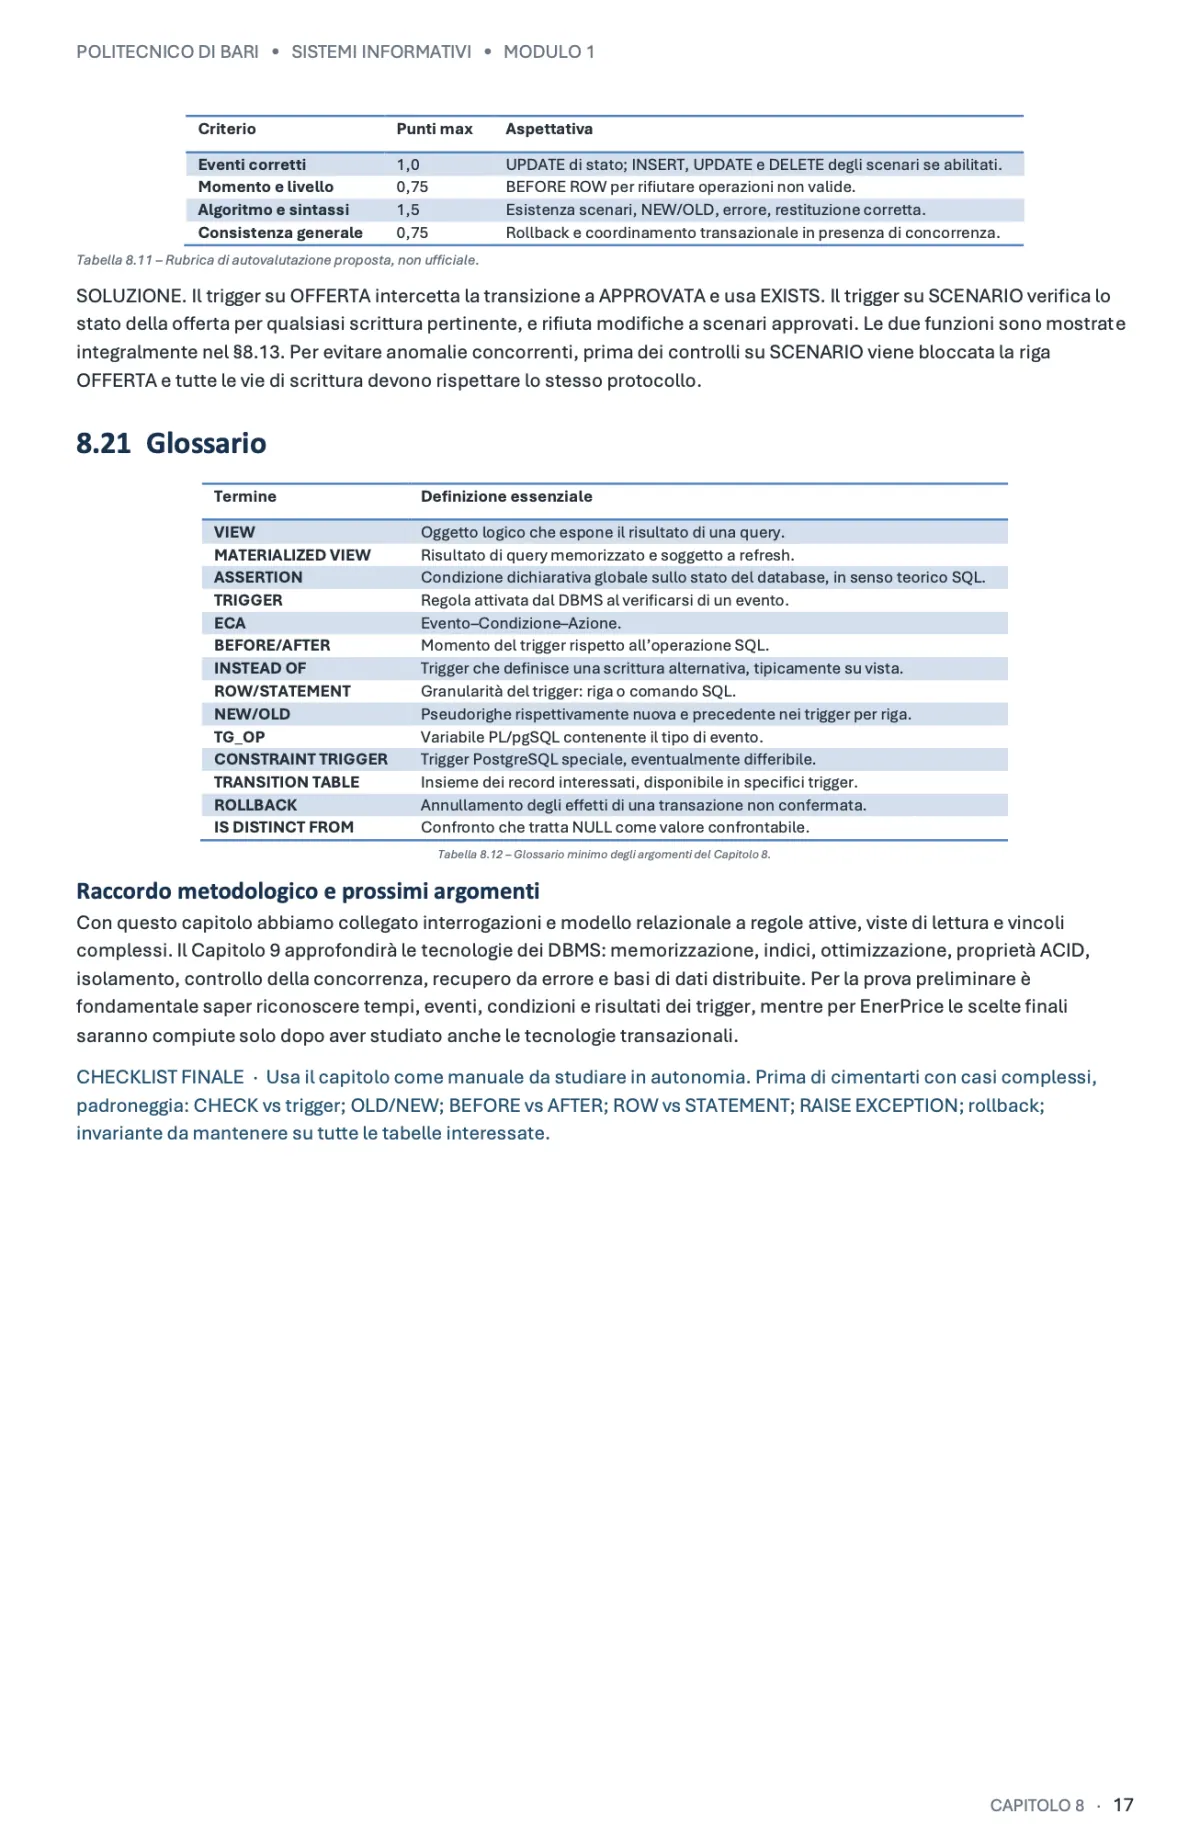 POLITECNICO DI BARI • SISTEMI INFORMATIVI • MODULO 1
Criterio Punti max Aspettativa
Eventi corretti 1,0 UPDATE di stato; INSERT, UPDATE e DELETE degli scenari se abilitati.
Momento e livello 0,75 BEFORE ROW per rifiutare operazioni non valide.
Algoritmo e sintassi 1,5 Esistenza scenari, NEW/OLD, errore, restituzione corretta.
Consistenza generale 0,75 Rollback e coordinamento transazionale in presenza di concorrenza.
Tabella 8.11 – Rubrica di autovalutazione proposta, non ufficiale.
SOLUZIONE. Il trigger su OFFERTA intercetta la transizione a APPROVATA e usa EXISTS. Il trigger su SCENARIO verifica lo
stato della offerta per qualsiasi scrittura pertinente, e rifiuta modifiche a scenari approvati. Le due funzioni sono mostrate
integralmente nel §8.13. Per evitare anomalie concorrenti, prima dei controlli su SCENARIO viene bloccata la riga
OFFERTA e tutte le vie di scrittura devono rispettare lo stesso protocollo.
8.21 Glossario
Termine Definizione essenziale
VIEW Oggetto logico che espone il risultato di una query.
MATERIALIZED VIEW Risultato di query memorizzato e soggetto a refresh.
ASSERTION Condizione dichiarativa globale sullo stato del database, in senso teorico SQL.
TRIGGER Regola attivata dal DBMS al verificarsi di un evento.
ECA Evento–Condizione–Azione.
BEFORE/AFTER Momento del trigger rispetto all’operazione SQL.
INSTEAD OF Trigger che definisce una scrittura alternativa, tipicamente su vista.
ROW/STATEMENT Granularità del trigger: riga o comando SQL.
NEW/OLD Pseudorighe rispettivamente nuova e precedente nei trigger per riga.
TG_OP Variabile PL/pgSQL contenente il tipo di evento.
CONSTRAINT TRIGGER Trigger PostgreSQL speciale, eventualmente differibile.
TRANSITION TABLE Insieme dei record interessati, disponibile in specifici trigger.
ROLLBACK Annullamento degli effetti di una transazione non confermata.
IS DISTINCT FROM Confronto che tratta NULL come valore confrontabile.
Tabella 8.12 – Glossario minimo degli argomenti del Capitolo 8.
Raccordo metodologico e prossimi argomenti
Con questo capitolo abbiamo collegato interrogazioni e modello relazionale a regole attive, viste di lettura e vincoli
complessi. Il Capitolo 9 approfondirà le tecnologie dei DBMS: memorizzazione, indici, ottimizzazione, proprietà ACID,
isolamento, controllo della concorrenza, recupero da errore e basi di dati distribuite. Per la prova preliminare è
fondamentale saper riconoscere tempi, eventi, condizioni e risultati dei trigger, mentre per EnerPrice le scelte finali
saranno compiute solo dopo aver studiato anche le tecnologie transazionali.
CHECKLIST FINALE · Usa il capitolo come manuale da studiare in autonomia. Prima di cimentarti con casi complessi,
padroneggia: CHECK vs trigger; OLD/NEW; BEFORE vs AFTER; ROW vs STATEMENT; RAISE EXCEPTION; rollback;
invariante da mantenere su tutte le tabelle interessate.
CAPITOLO 8 · 17